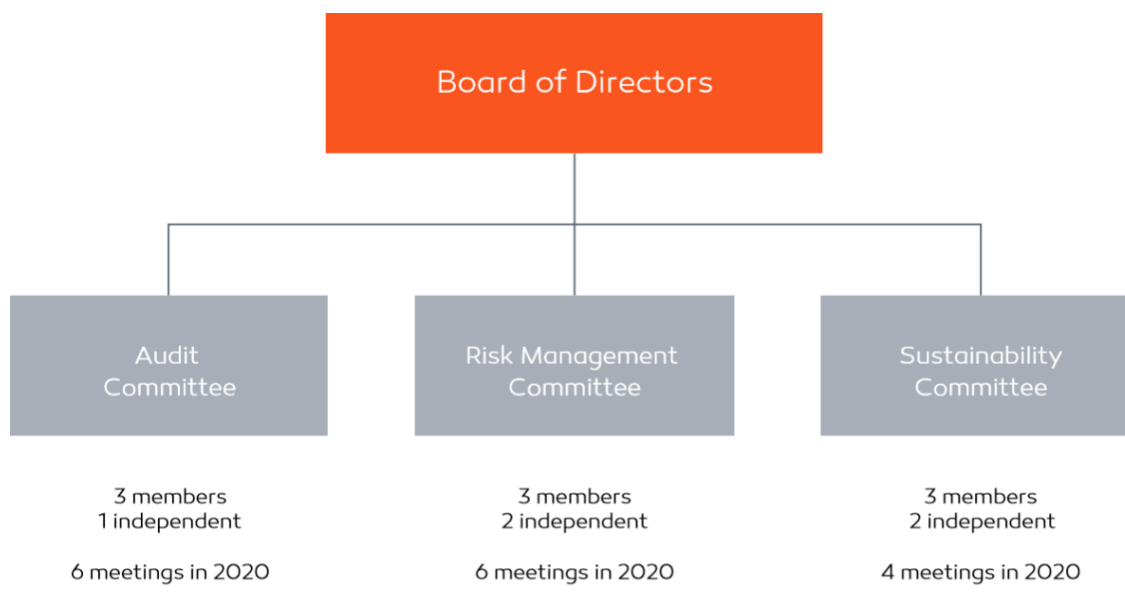 Board of Directors
Audit
Committee
3 members
1 independent
6 meetings in 2020
Risk Management
Committee
3 members
2 independent
6 meetings in 2020
Sustainability
Committee
3 members
2 independent
4 meetings in 2020